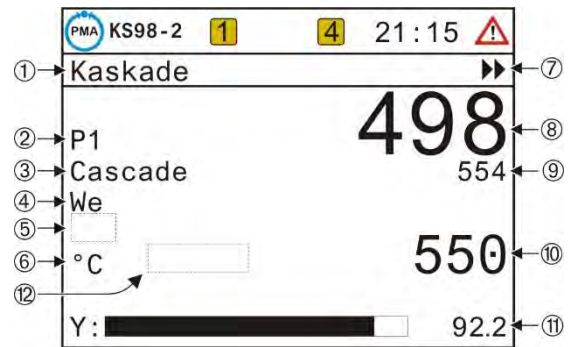 PMA KS98-2 1 4 21:15
① Kaskade ⑦
498 ⑧
② P1
③ Cascade 554 ⑨
④ We
⑤
⑥ °C 550 ⑩
⑫
Y: 92.2 ⑪